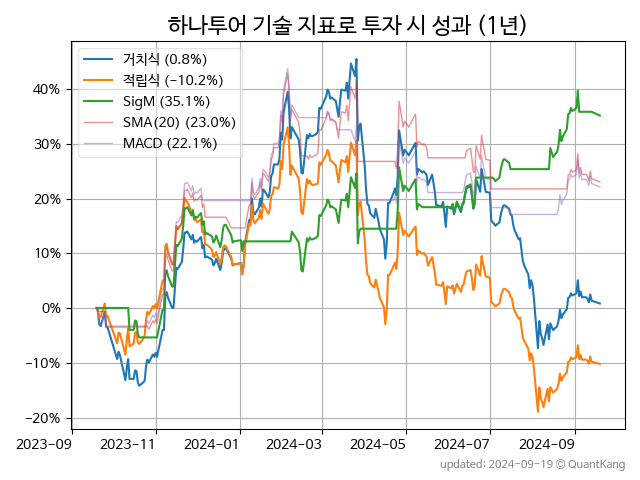 하나투어 기술 지표로 투자 시 성과 (1년)
거치식 (0.8%)
적립식 (−10.2%)
SigM (35.1%)
SMA(20) (23.0%)
MACD (22.1%)
40%
30%
20%
10%
0%
−10%
−20%
2023-09 2023-11 2024-01 2024-03 2024-05 2024-07 2024-09
updated: 2024-09-19 @ QuantKang